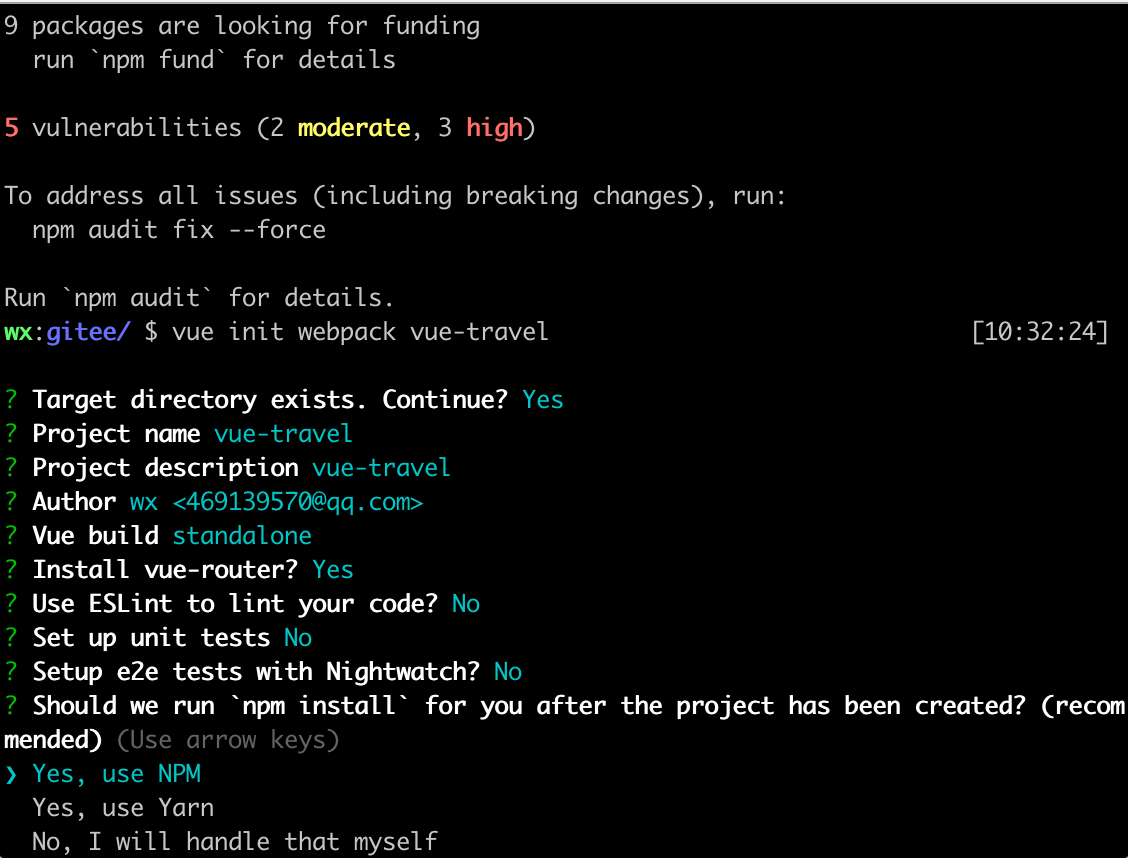 9 packages are looking for funding
  run `npm fund` for details
5 vulnerabilities (2 moderate, 3 high)
To address all issues (including breaking changes), run:
  npm audit fix --force
Run `npm audit` for details.
wx:gitee/ $ vue init webpack vue-travel [10:32:24]
? Target directory exists. Continue? Yes
? Project name vue-travel
? Project description vue-travel
? Author wx <469139570@qq.com>
? Vue build standalone
? Install vue-router? Yes
? Use ESLint to lint your code? No
? Set up unit tests No
? Setup e2e tests with Nightwatch? No
? Should we run `npm install` for you after the project has been created? (recom
mended) (Use arrow keys)
❯ Yes, use NPM
  Yes, use Yarn
  No, I will handle that myself